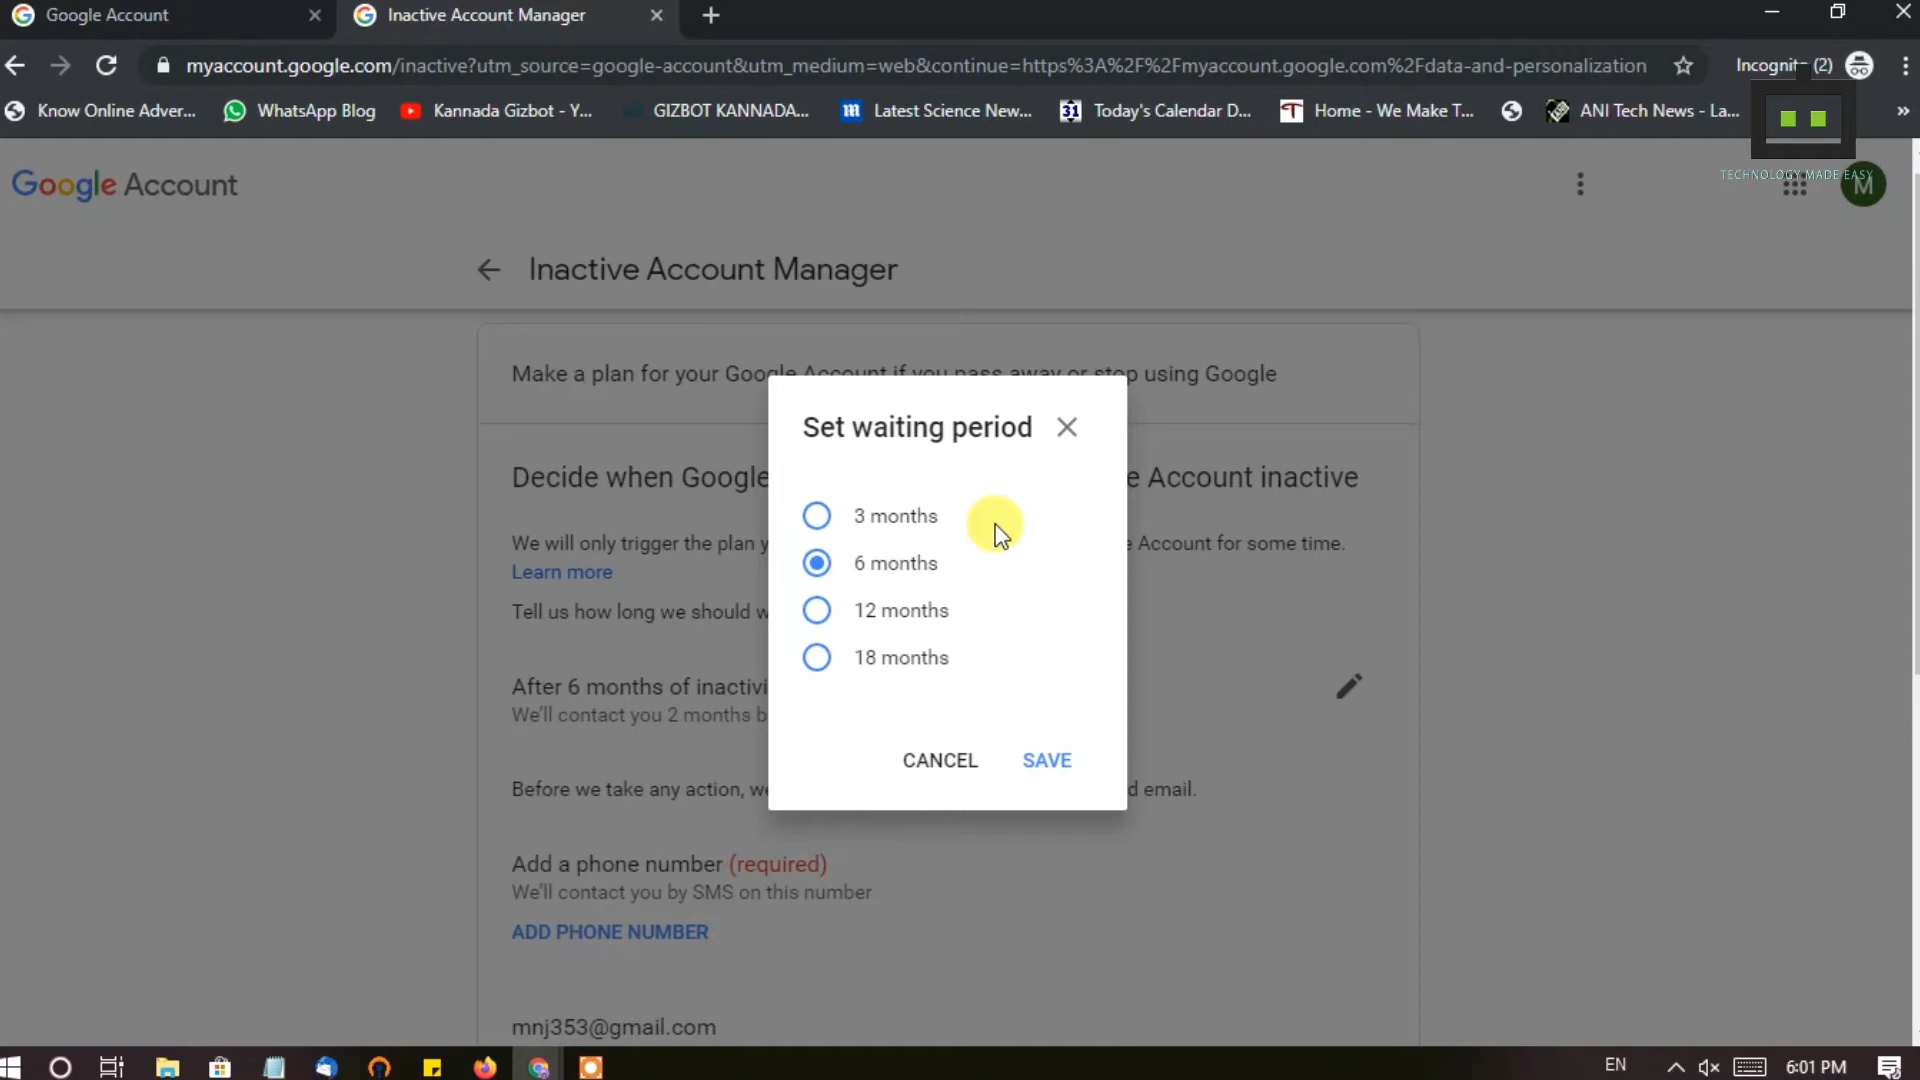 Google Account
Inactive Account Manager
myaccount.google.com/inactive?utm_source=google-account&utm_medium=web&continue=https%3A%2F%2Fmyaccount.google.com%2Fdata-and-personalization
Incognito (2)
Know Online Adver...
WhatsApp Blog
Kannada Gizbot - Y...
GIZBOT KANNADA...
Latest Science New...
31
Today's Calendar D...
Home - We Make T...
ANI Tech News - La...
»
TECHNOLOGY MADE EASY
Google Account
M
Inactive Account Manager
Make a plan for your Google Account if you pass away or stop using Google
Set waiting period
Decide when Google
e Account inactive
3 months
We will only trigger the plan y
e Account for some time.
6 months
Learn more
Tell us how long we should w
12 months
18 months
After 6 months of inactivi
We'll contact you 2 months b
CANCEL
SAVE
Before we take any action, we
d email.
Add a phone number (required)
We'll contact you by SMS on this number
ADD PHONE NUMBER
mnj353@gmail.com
EN
6:01 PM